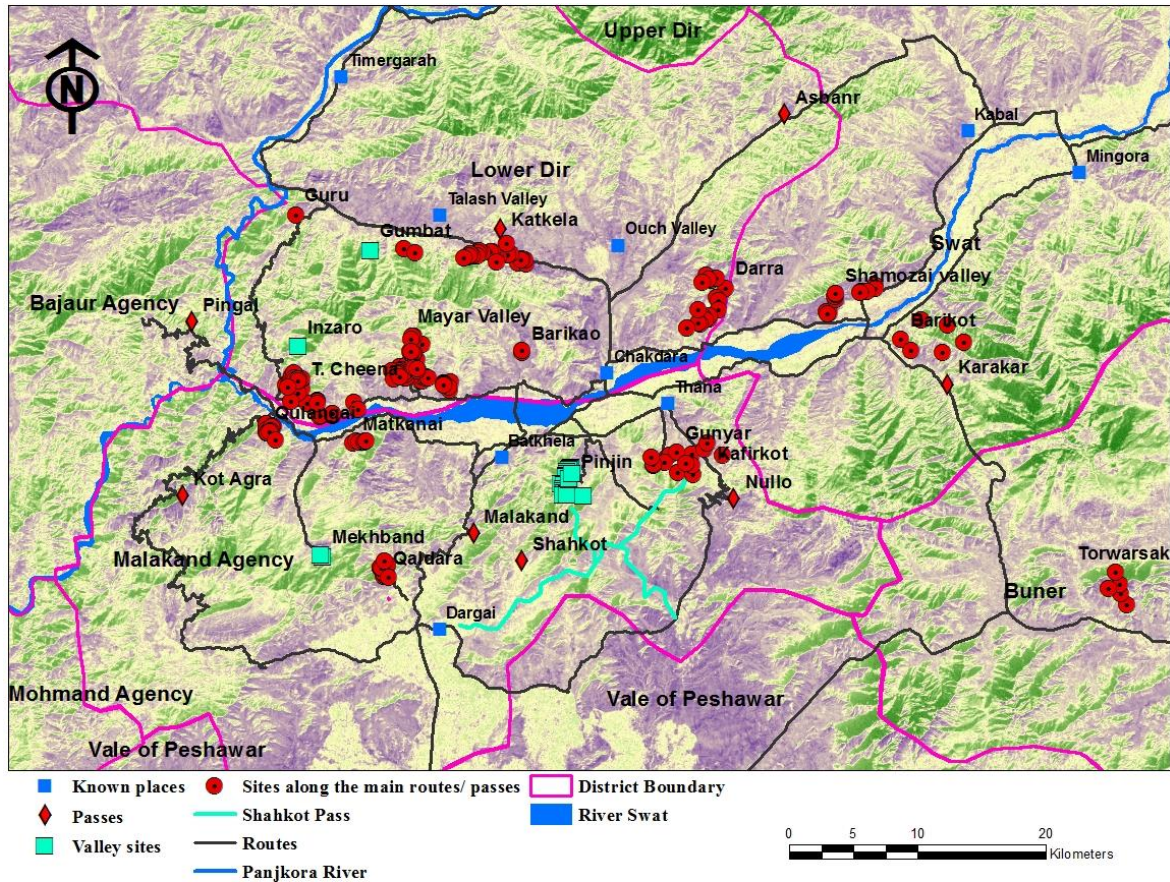 Upper Dir
Timergarah
N
Asbanr
Kabal
Mingora
Lower Dir
Guru
Talash Valley
Katkela
Ouch Valley
Gumbat
Swat
Darra
Shamozai valley
Bajaur Agency
Pingal
Mayar Valley
Barikao
Barikot
Inzaro
Chakdara
T. Cheena
Karakar
Thana
Qulangai
Matkanai
Batkhela
Gunyar
Kafirkot
Pinjin
Kot Agra
Nullo
Malakand
Mekhband
Shahkot
Malakand Agency
Qaldara
Torwarsak
Buner
Dargai
Mohmand Agency
Vale of Peshawar
Vale of Peshawar
Known places
Sites along the main routes/ passes
District Boundary
Passes
Shahkot Pass
River Swat
Valley sites
Routes
Panjkora River
0 5 10 20
Kilometers